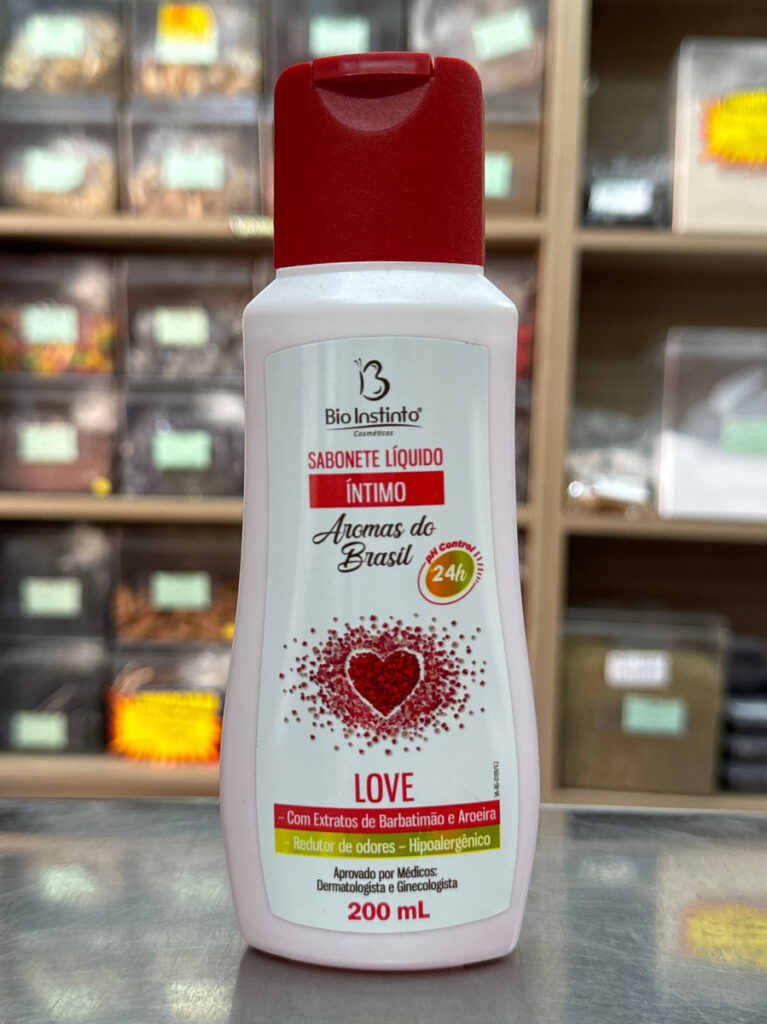 Bio Instinto®
Cosméticos
SABONETE LÍQUIDO
ÍNTIMO
Aromas do
Brasil
pH Control
24h
LOVE
- Com Extratos de Barbatimão e Aroeira
- Redutor de odores – Hipoalergênico
Aprovado por Médicos:
Dermatologista e Ginecologista
200 mL